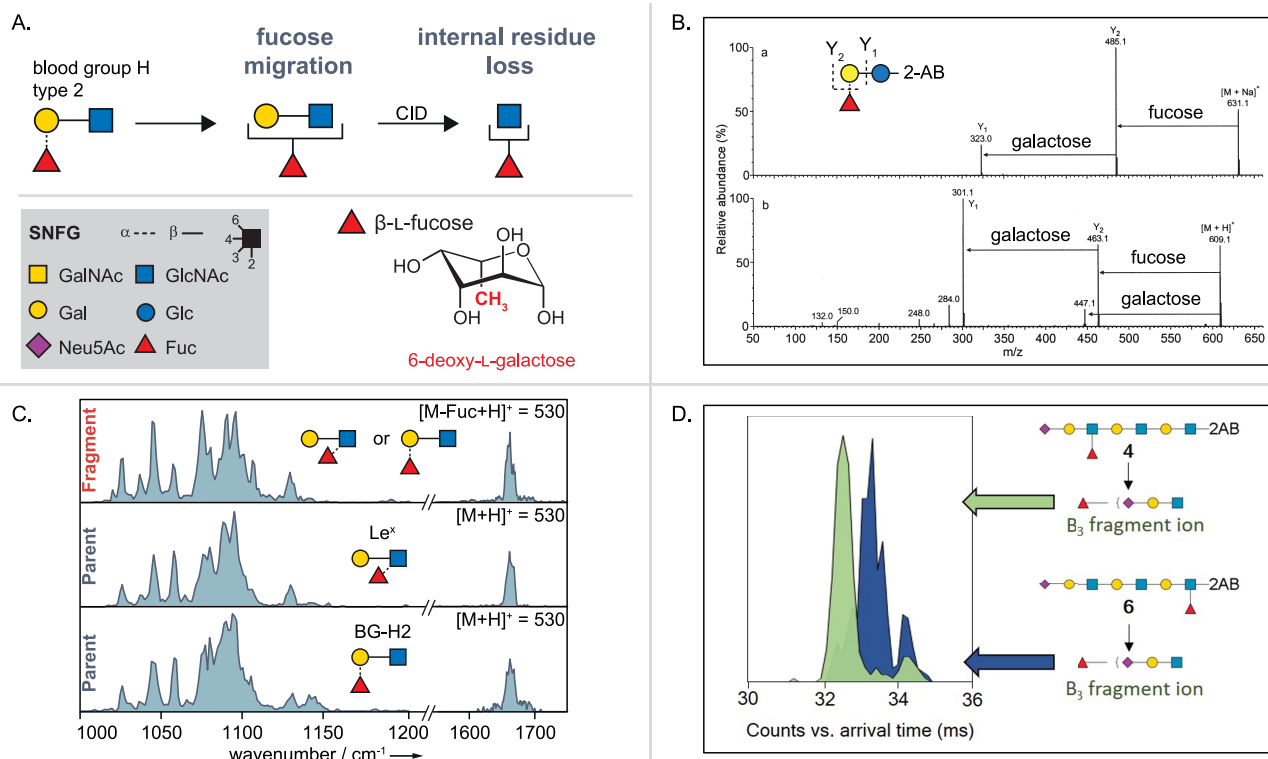 A.
fucose
migration
internal residue
loss
blood group H
type 2
CID
SNFG
α
β
6
4
3
2
GalNAc
GlcNAc
Gal
Glc
Neu5Ac
Fuc
β-L-fucose
OH
O
HO
CH3
OH
OH
6-deoxy-L-galactose
B.
a
Y2
Y1
2-AB
Y2
485.1
[M + Na]+
631.1
fucose
Y1
323.0
galactose
100
50
0
Relative abundance (%)
b
301.1
Y1
galactose
Y2
463.1
[M + H]+
609.1
fucose
447.1
galactose
132.0
150.0
248.0
284.0
100
50
0
50 100 150 200 250 300 350 400 450 500 550 600 650
m/z
C.
Fragment
[M-Fuc+H]+ = 530
or
Parent
[M+H]+ = 530
Lex
Parent
[M+H]+ = 530
BG-H2
1000 1050 1100 1150 1200 1600 1700
wavenumber / cm-1
D.
30 32 34 36
Counts vs. arrival time (ms)
2AB
4
B3 fragment ion
2AB
6
B3 fragment ion